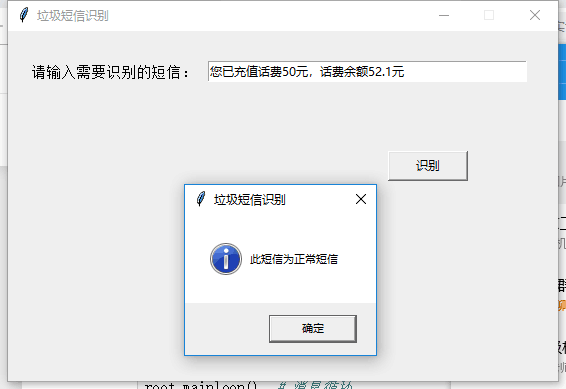 垃圾短信识别
请输入需要识别的短信：
您已充值话费50元，话费余额52.1元
识别
垃圾短信识别
此短信为正常短信
确定
root.mainloop()  # 消息循环